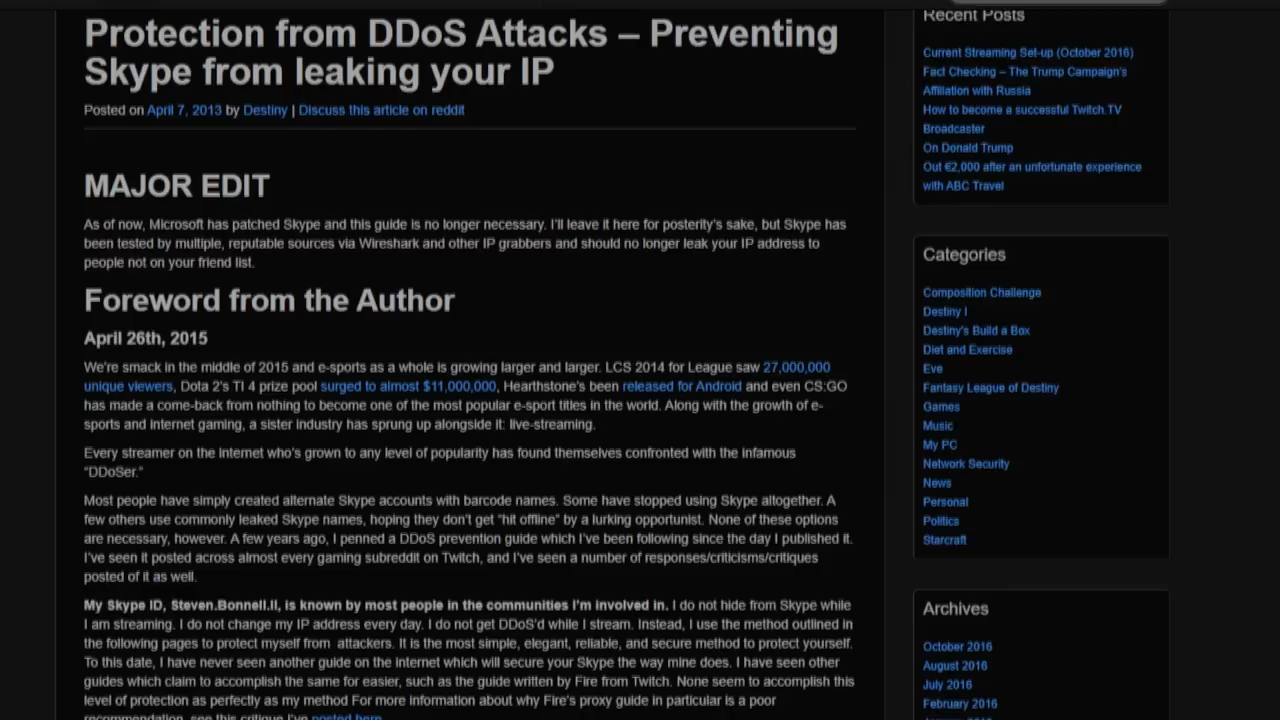 Protection from DDoS Attacks – Preventing
Skype from leaking your IP
Posted on April 7, 2013 by Destiny | Discuss this article on reddit
MAJOR EDIT
As of now, Microsoft has patched Skype and this guide is no longer necessary. I'll leave it here for posterity's sake, but Skype has
been tested by multiple, reputable sources via Wireshark and other IP grabbers and should no longer leak your IP address to
people not on your friend list.
Foreword from the Author
April 26th, 2015
We're smack in the middle of 2015 and e-sports as a whole is growing larger and larger. LCS 2014 for League saw 27,000,000
unique viewers, Dota 2's TI 4 prize pool surged to almost $11,000,000, Hearthstone's been released for Android and even CS:GO
has made a come-back from nothing to become one of the most popular e-sport titles in the world. Along with the growth of e-
sports and internet gaming, a sister industry has sprung up alongside it: live-streaming.
Every streamer on the internet who's grown to any level of popularity has found themselves confronted with the infamous
"DDoSer."
Most people have simply created alternate Skype accounts with barcode names. Some have stopped using Skype altogether. A
few others use commonly leaked Skype names, hoping they don't get "hit offline" by a lurking opportunist. None of these options
are necessary, however. A few years ago, I penned a DDoS prevention guide which I've been following since the day I published it.
I've seen it posted across almost every gaming subreddit on Twitch, and I've seen a number of responses/criticisms/critiques
posted of it as well.
My Skype ID, Steven.Bonnell.II, is known by most people in the communities I'm involved in. I do not hide from Skype while
I am streaming. I do not change my IP address every day. I do not get DDoS'd while I stream. Instead, I use the method outlined in
the following pages to protect myself from attackers. It is the most simple, elegant, reliable, and secure method to protect yourself.
To this date, I have never seen another guide on the internet which will secure your Skype the way mine does. I have seen other
guides which claim to accomplish the same for easier, such as the guide written by Fire from Twitch. None seem to accomplish this
level of protection as perfectly as my method For more information about why Fire's proxy guide in particular is a poor
recommendation, see this critique I've posted here
Recent Posts
Current Streaming Set-up (October 2016)
Fact Checking – The Trump Campaign's
Affiliation with Russia
How to become a successful Twitch.TV
Broadcaster
On Donald Trump
Out €2,000 after an unfortunate experience
with ABC Travel
Categories
Composition Challenge
Destiny I
Destiny's Build a Box
Diet and Exercise
Eve
Fantasy League of Destiny
Games
Music
My PC
Network Security
News
Personal
Politics
Starcraft
Archives
October 2016
August 2016
July 2016
February 2016